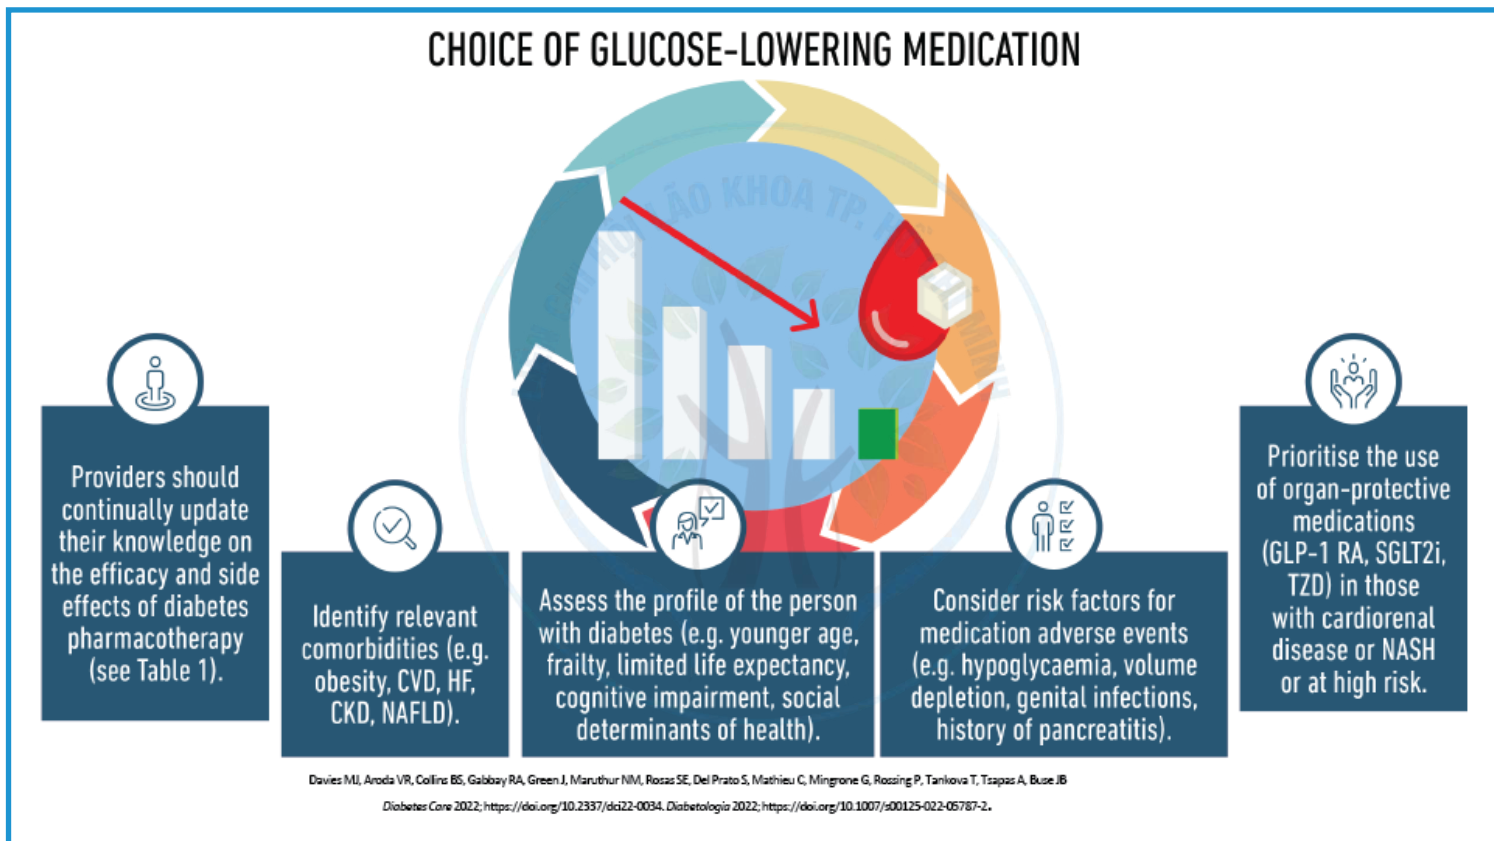 CHOICE OF GLUCOSE-LOWERING MEDICATION
LÃO KHOA TP.
Providers should
continually update
their knowledge on
the efficacy and side
effects of diabetes
pharmacotherapy
(see Table 1).
Identify relevant
comorbidities (e.g.
obesity, CVD, HF,
CKD, NAFLD).
Assess the profile of the person
with diabetes (e.g. younger age,
frailty, limited life expectancy,
cognitive impairment, social
determinants of health).
Consider risk factors for
medication adverse events
(e.g. hypoglycaemia, volume
depletion, genital infections,
history of pancreatitis).
Prioritise the use
of organ-protective
medications
(GLP-1 RA, SGLT2i,
TZD) in those
with cardiorenal
disease or NASH
or at high risk.
Davies MJ, Aroda VR, Collins BS, Gabbay RA, Green J, Maruthur NM, Rosas SE, Del Prato S, Mathieu C, Mingrone G, Rossing P, Tankova T, Tsapas A, Buse JB
Diabetes Care 2022; https://doi.org/10.2337/dci22-0034. Diabetologia 2022; https://doi.org/10.1007/s00125-022-05787-2.